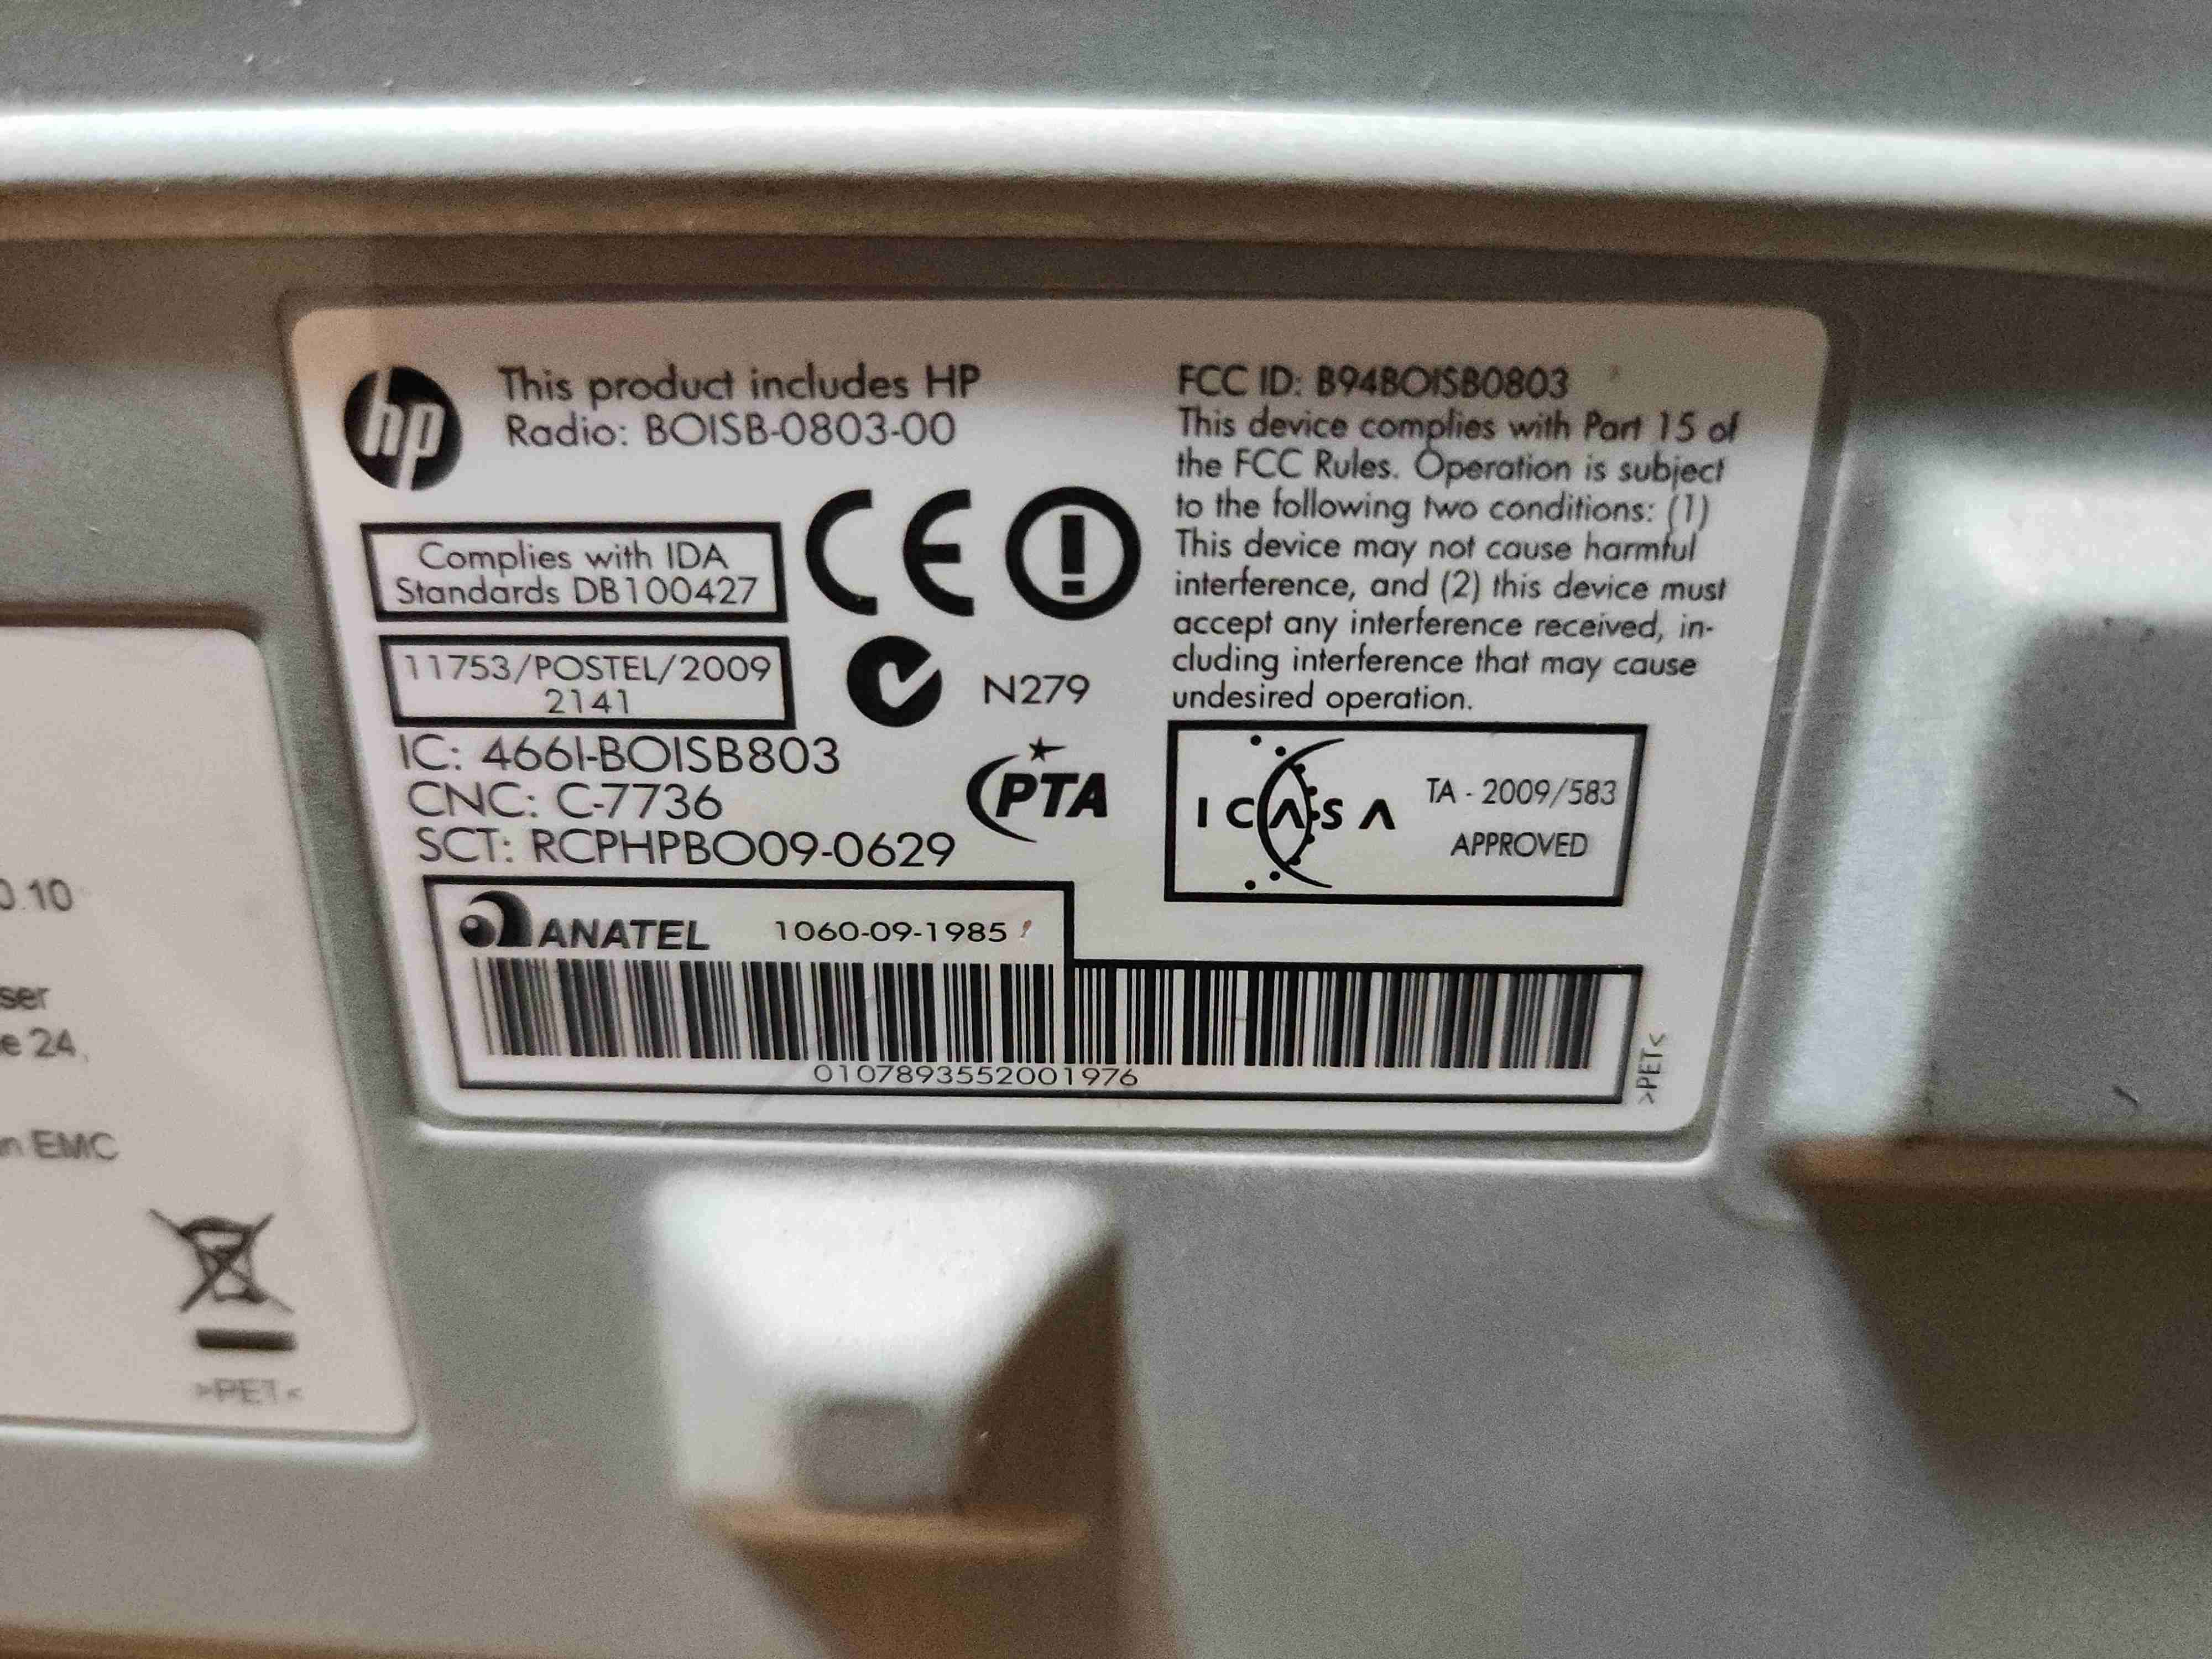 0.10
ser
e 24,
n EMC
>PET<
hp
This product includes HP
Radio: BOISB-0803-00
Complies with IDA
Standards DB100427
CE
11753/POSTEL/2009
2141
N279
IC: 466I-BOISB803
CNC: C-7736
SCT: RCPHPBO09-0629
PTA
FCC ID: B94BOISB0803
This device complies with Part 15 of
the FCC Rules. Operation is subject
to the following two conditions: (1)
This device may not cause harmful
interference, and (2) this device must
accept any interference received, in-
cluding interference that may cause
undesired operation.
ICASA
TA - 2009/583
APPROVED
ANATEL 1060-09-1985
0107893552001976
>PET<